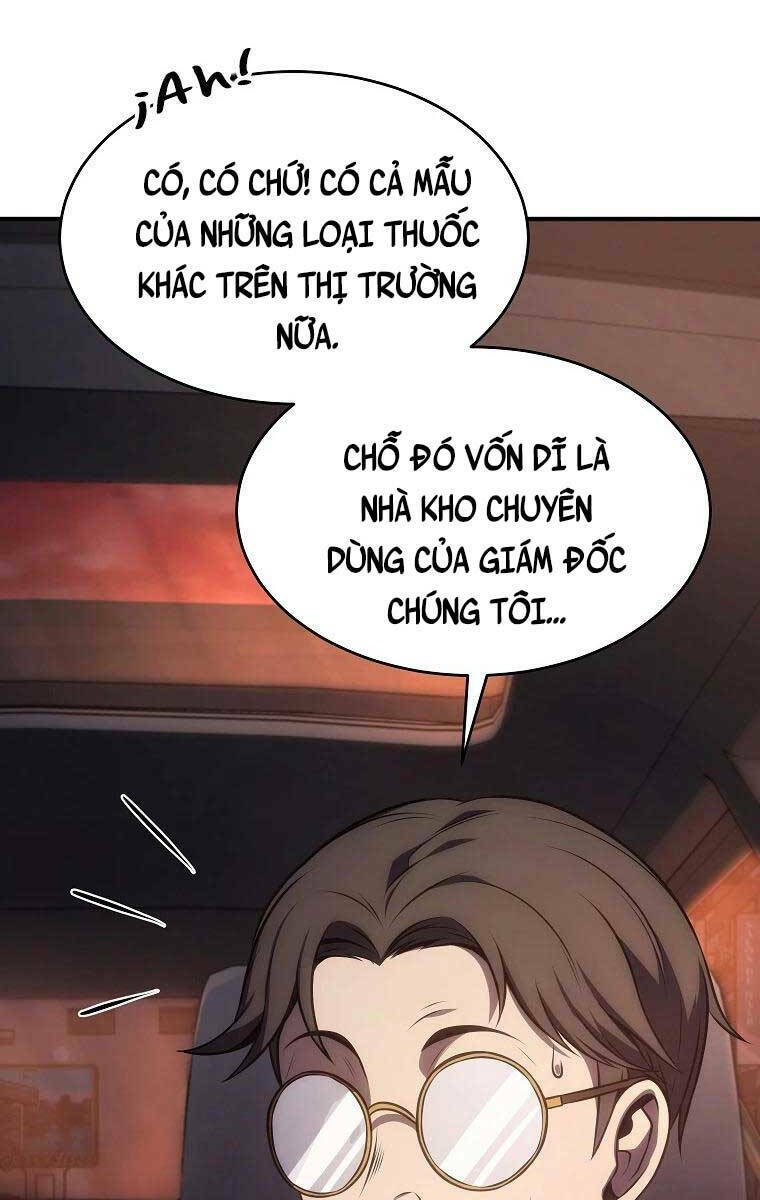 ¡Ah!
CÓ, CÓ CHỨ! CÓ CẢ MẪU
CỦA NHỮNG LOẠI THUỐC
KHÁC TRÊN THỊ TRƯỜNG
NỮA.
CHỖ ĐÓ VỐN DĨ LÀ
NHÀ KHO CHUYÊN
DÙNG CỦA GIÁM ĐỐC
CHÚNG TÔI...